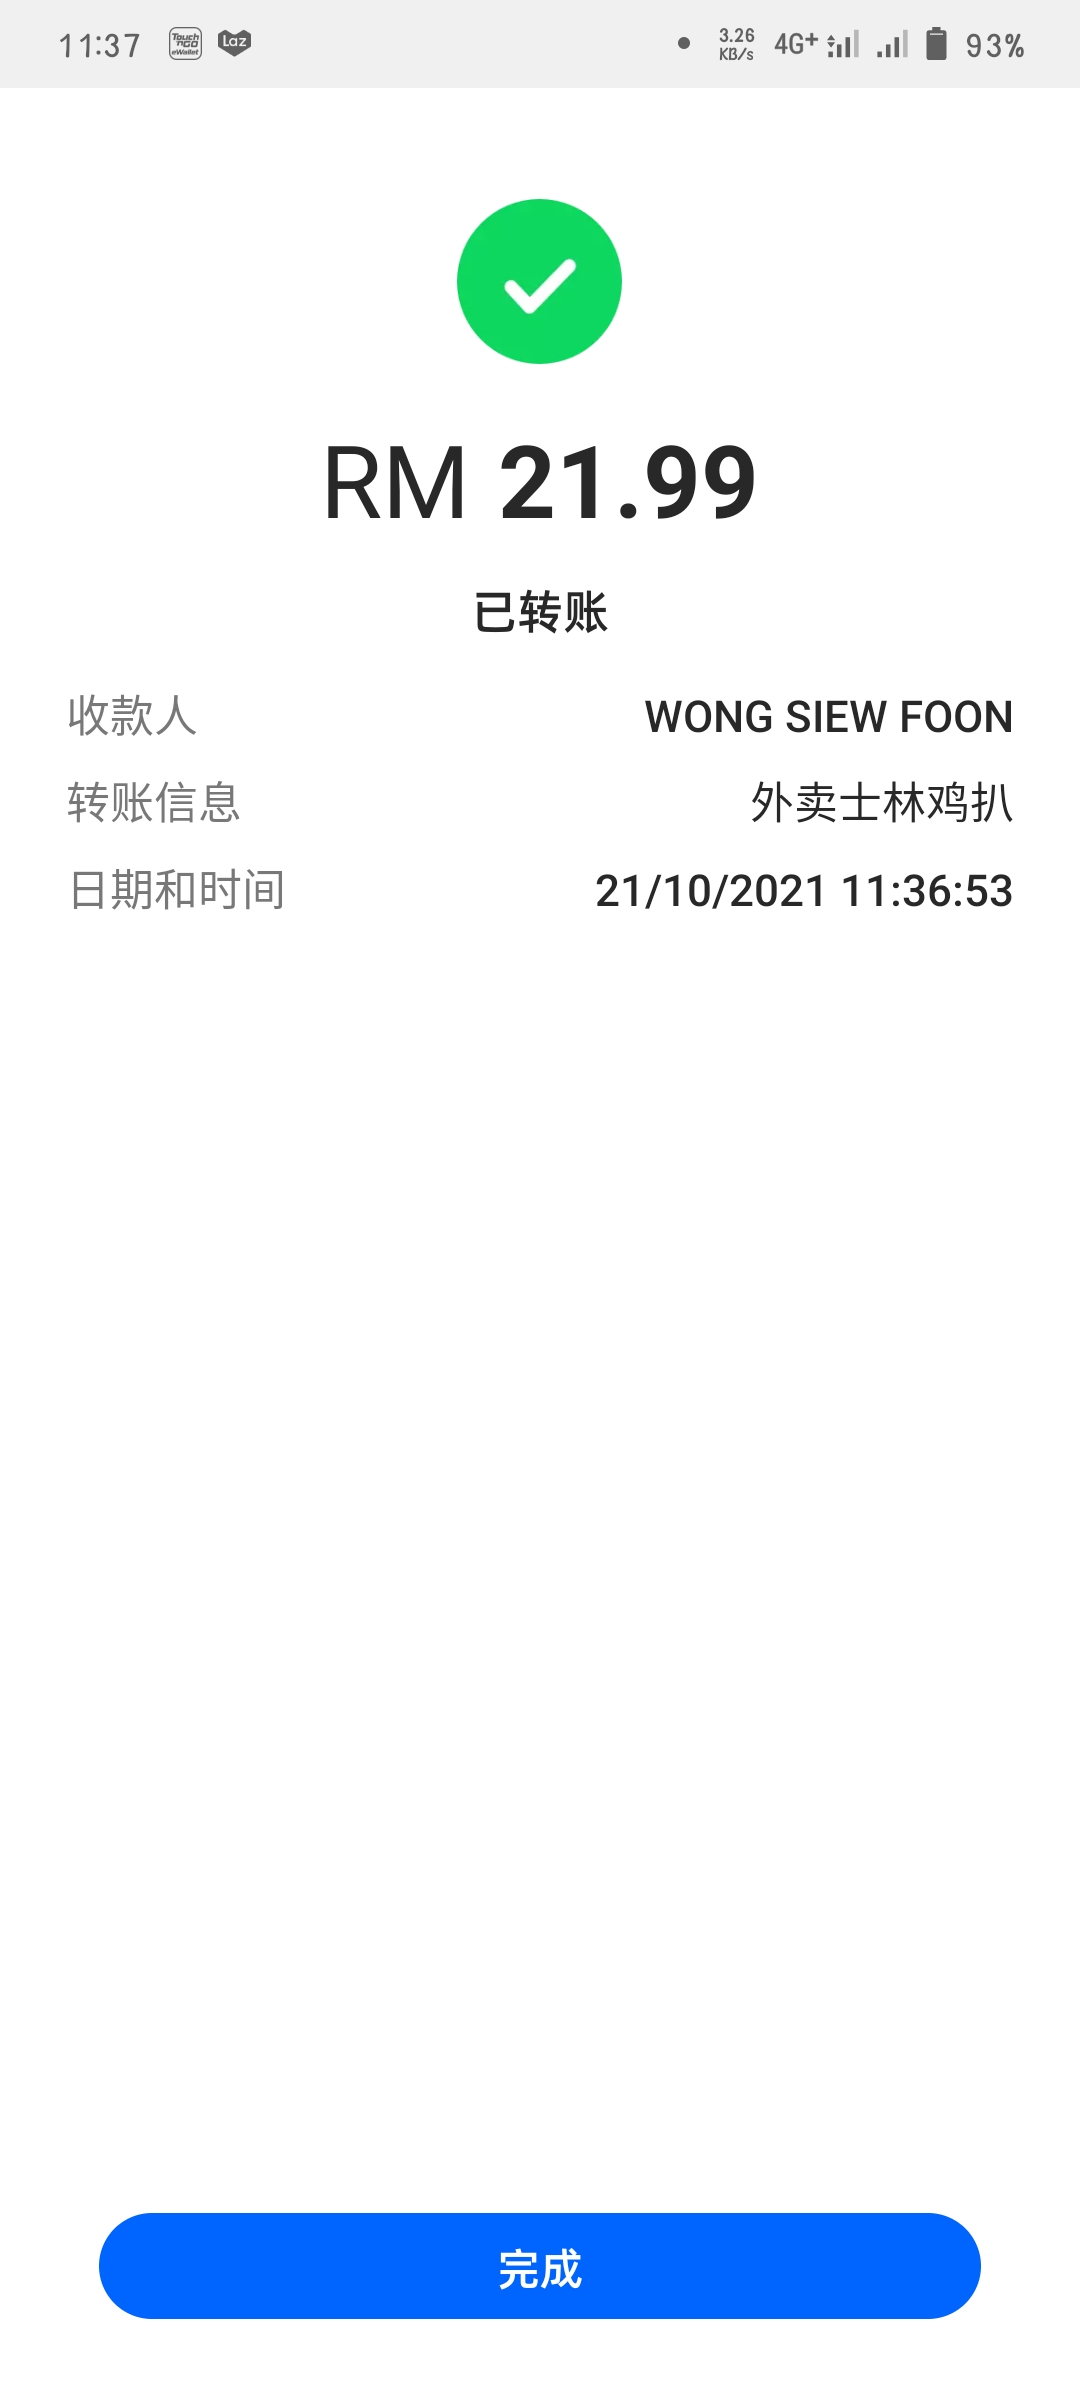 11:37 Touch 'nGO eWallet Laz 3.26 KB/s 4G+ 93%
RM 21.99
已转账
收款人 WONG SIEW FOON
转账信息 外卖士林鸡扒
日期和时间 21/10/2021 11:36:53
完成